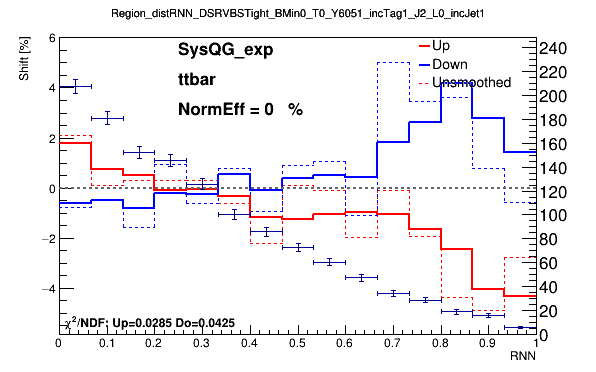 Region_distRNN_DSRVBSTight_BMin0_T0_Y6051_incTag1_J2_L0_incJet1
Shift [%]
SysQG_exp
ttbar
NormEff = 0 %
Up
Down
Unsmoothed
6
4
2
0
−2
−4
240
220
200
180
160
140
120
100
80
60
40
20
0
χ²/NDF: Up=0.0285 Do=0.0425
0 0.1 0.2 0.3 0.4 0.5 0.6 0.7 0.8 0.9 1
RNN